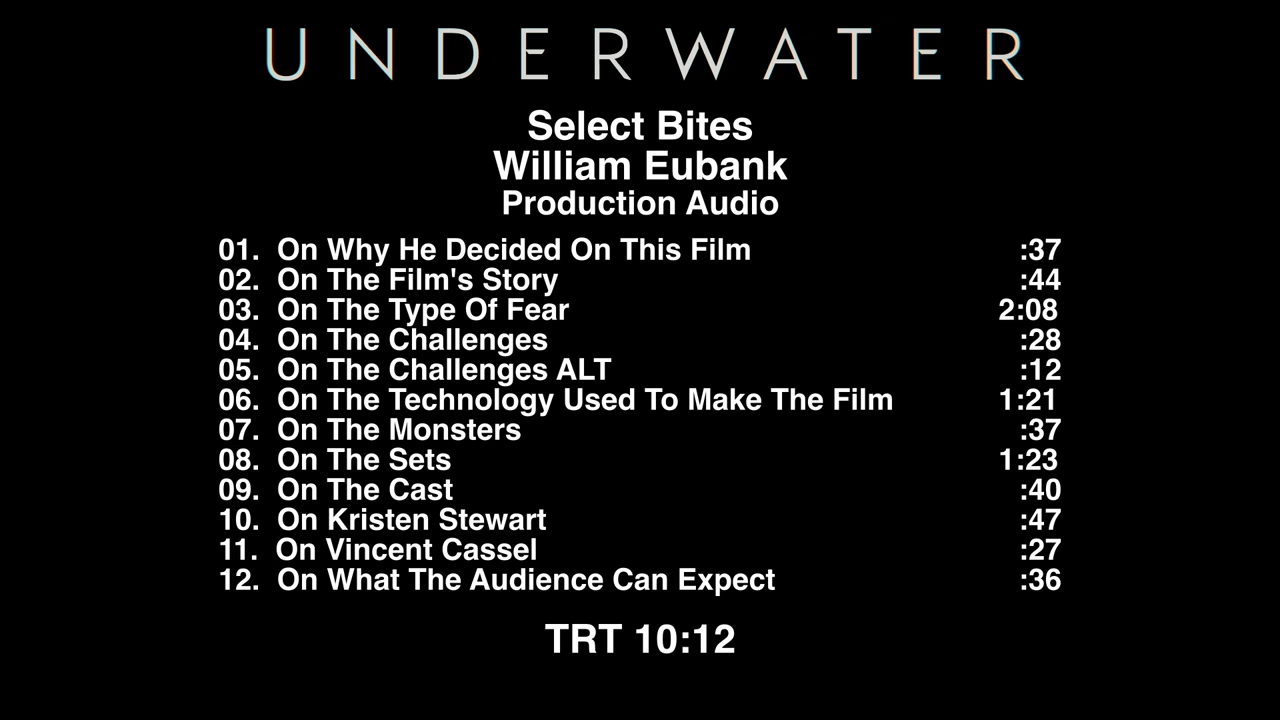 UNDERWATER
Select Bites
William Eubank
Production Audio
01. On Why He Decided On This Film :37
02. On The Film's Story :44
03. On The Type Of Fear 2:08
04. On The Challenges :28
05. On The Challenges ALT :12
06. On The Technology Used To Make The Film 1:21
07. On The Monsters :37
08. On The Sets 1:23
09. On The Cast :40
10. On Kristen Stewart :47
11. On Vincent Cassel :27
12. On What The Audience Can Expect :36
TRT 10:12